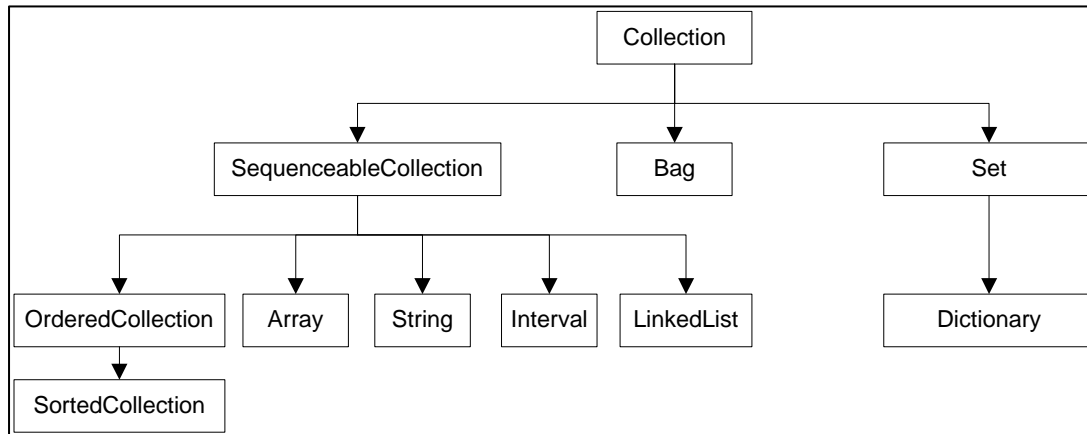 Collection
SequenceableCollection
Bag
Set
OrderedCollection
Array
String
Interval
LinkedList
Dictionary
SortedCollection